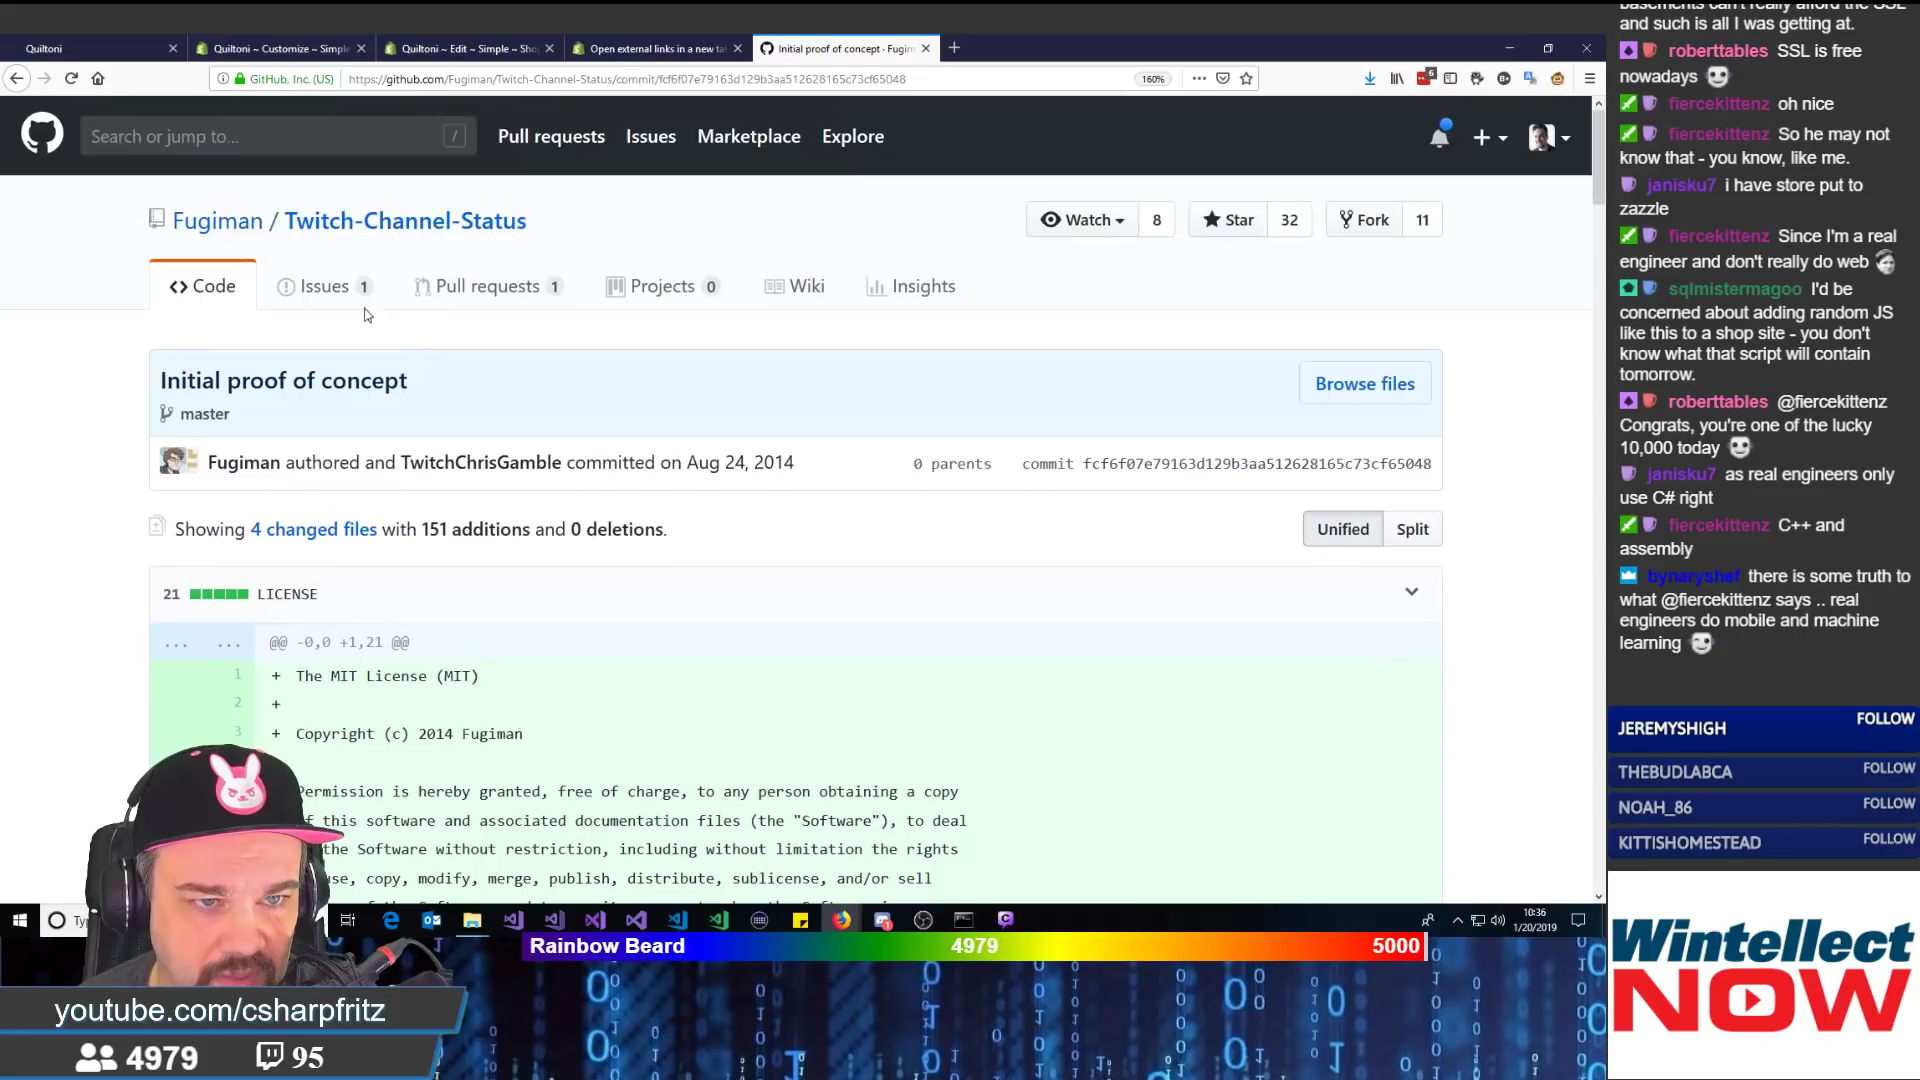 Quiltoni
Quiltoni ~ Customize ~ Simple
Quiltoni ~ Edit ~ Simple ~ Sho
Open external links in a new ta
Initial proof of concept · Fugim
GitHub, Inc. (US)
https://github.com/Fugiman/Twitch-Channel-Status/commit/fcf6f07e79163d129b3aa512628165c73cf65048
160%
6
Search or jump to...
/
Pull requests
Issues
Marketplace
Explore
Fugiman / Twitch-Channel-Status
Watch 8
Star 32
Fork 11
Code
Issues 1
Pull requests 1
Projects 0
Wiki
Insights
Initial proof of concept
master
Browse files
Fugiman authored and TwitchChrisGamble committed on Aug 24, 2014
0 parents
commit fcf6f07e79163d129b3aa512628165c73cf65048
Showing 4 changed files with 151 additions and 0 deletions.
Unified
Split
21
LICENSE
... ... @@ -0,0 +1,21 @@
1 + The MIT License (MIT)
2 +
3 + Copyright (c) 2014 Fugiman
Permission is hereby granted, free of charge, to any person obtaining a copy
this software and associated documentation files (the "Software"), to deal
the Software without restriction, including without limitation the rights
use, copy, modify, merge, publish, distribute, sublicense, and/or sell
10:36
1/20/2019
Rainbow Beard
4979
5000
youtube.com/csharpfritz
4979
95
and such is all I was getting at.
roberttables SSL is free
nowadays
fiercekittenz oh nice
fiercekittenz So he may not
know that - you know, like me.
janisku7 i have store put to
zazzle
fiercekittenz Since I'm a real
engineer and don't really do web
sqlmistermagoo I'd be
concerned about adding random JS
like this to a shop site - you don't
know what that script will contain
tomorrow.
roberttables @fiercekittenz
Congrats, you're one of the lucky
10,000 today
janisku7 as real engineers only
use C# right
fiercekittenz C++ and
assembly
bynaryshef there is some truth to
what @fiercekittenz says .. real
engineers do mobile and machine
learning
JEREMYSHIGH FOLLOW
THEBUDLABCA FOLLOW
NOAH_86 FOLLOW
KITTISHOMESTEAD FOLLOW
Wintellect
NOW